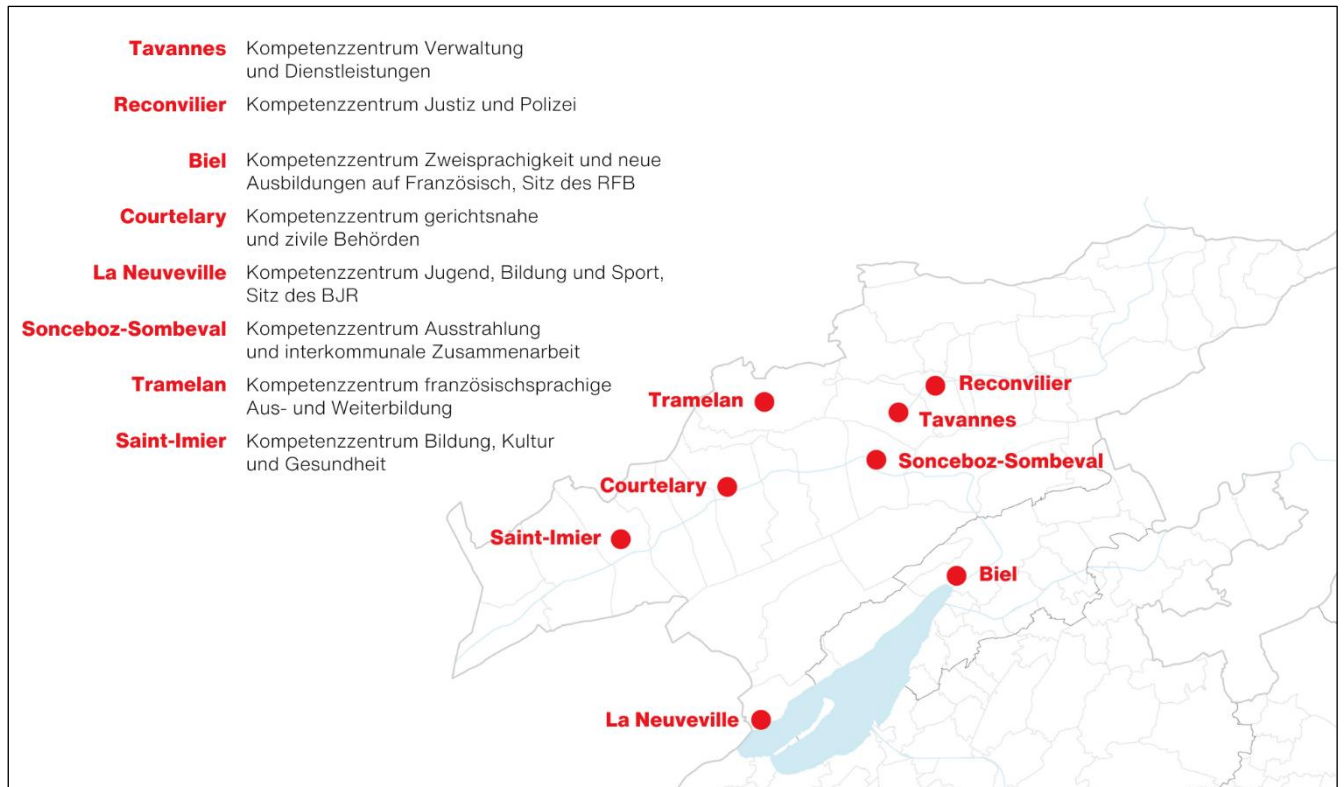 Tavannes Kompetenzzentrum Verwaltung
und Dienstleistungen
Reconvilier Kompetenzzentrum Justiz und Polizei
Biel Kompetenzzentrum Zweisprachigkeit und neue
Ausbildungen auf Französisch, Sitz des RFB
Courtelary Kompetenzzentrum gerichtsnahe
und zivile Behörden
La Neuveville Kompetenzzentrum Jugend, Bildung und Sport,
Sitz des BJR
Sonceboz-Sombeval Kompetenzzentrum Ausstrahlung
und interkommunale Zusammenarbeit
Tramelan Kompetenzzentrum französischsprachige
Aus- und Weiterbildung
Saint-Imier Kompetenzzentrum Bildung, Kultur
und Gesundheit
Reconvilier
Tramelan
Tavannes
Sonceboz-Sombeval
Courtelary
Saint-Imier
Biel
La Neuveville